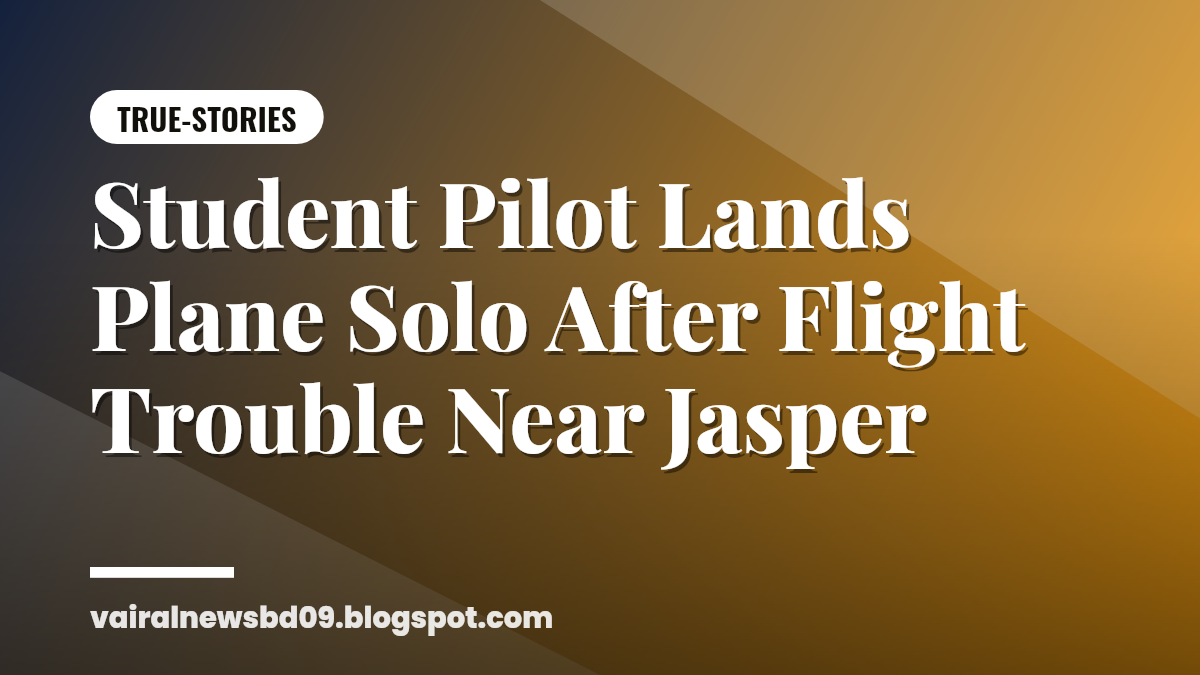 TRUE-STORIES
Student Pilot Lands
Plane Solo After Flight
Trouble Near Jasper
vairalnewsbd09.blogspot.com